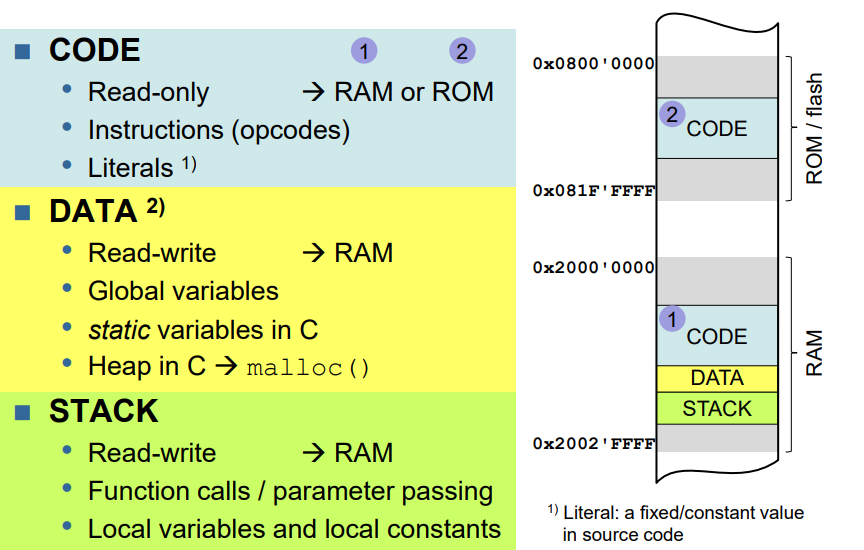 CODE ① ②
Read-only → RAM or ROM
Instructions (opcodes)
Literals 1)
DATA 2)
Read-write → RAM
Global variables
static variables in C
Heap in C → malloc()
STACK
Read-write → RAM
Function calls / parameter passing
Local variables and local constants
0x0800'0000
② CODE
0x081F'FFFF
ROM / flash
0x2000'0000
① CODE
DATA
STACK
0x2002'FFFF
RAM
1) Literal: a fixed/constant value
in source code